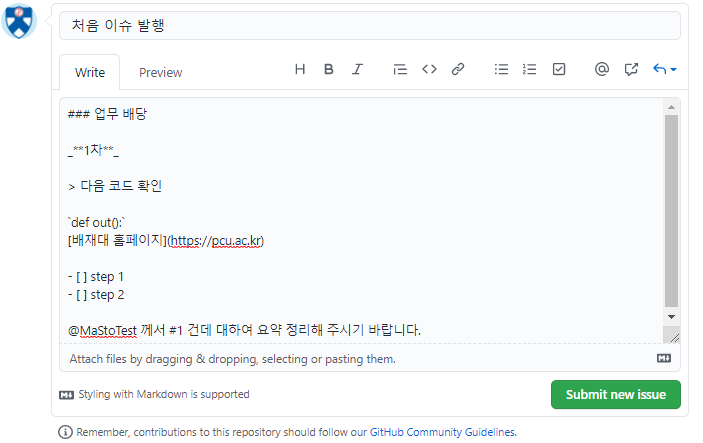 처음 이슈 발행
Write Preview H B I
### 업무 배당
_**1차**_
> 다음 코드 확인
`def out():`
[배재대 홈페이지](https://pcu.ac.kr)
- [ ] step 1
- [ ] step 2
@MaStoTest 께서 #1 건데 대하여 요약 정리해 주시기 바랍니다.
Attach files by dragging & dropping, selecting or pasting them.
Styling with Markdown is supported
Submit new issue
Remember, contributions to this repository should follow our GitHub Community Guidelines.